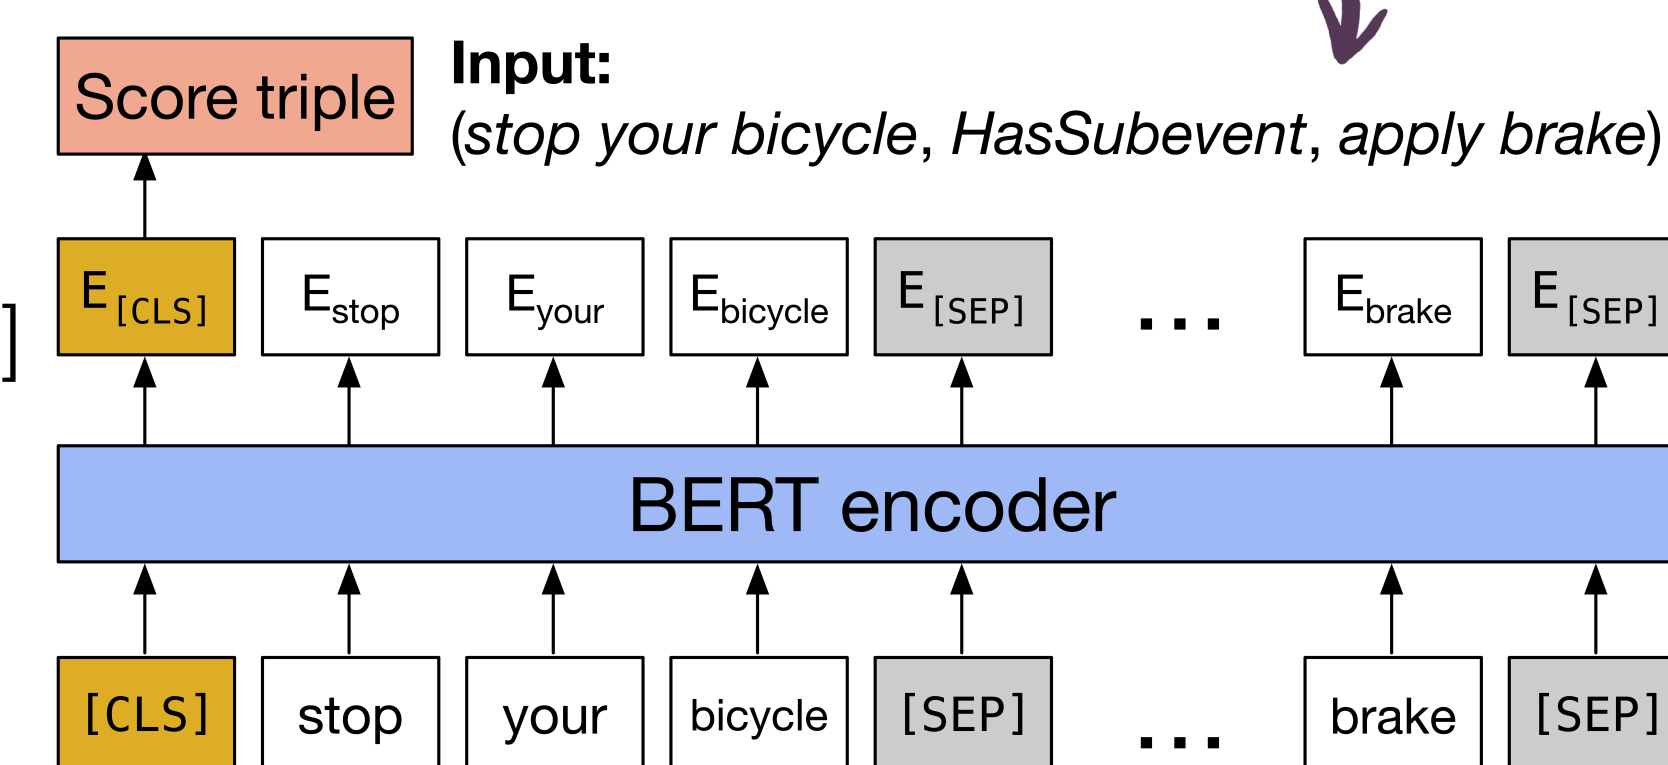 Score triple
Input:
(stop your bicycle, HasSubevent, apply brake)
E[CLS] Estop Eyour Ebicycle E[SEP] ... Ebrake E[SEP]
]
BERT encoder
[CLS] stop your bicycle [SEP] ... brake [SEP]